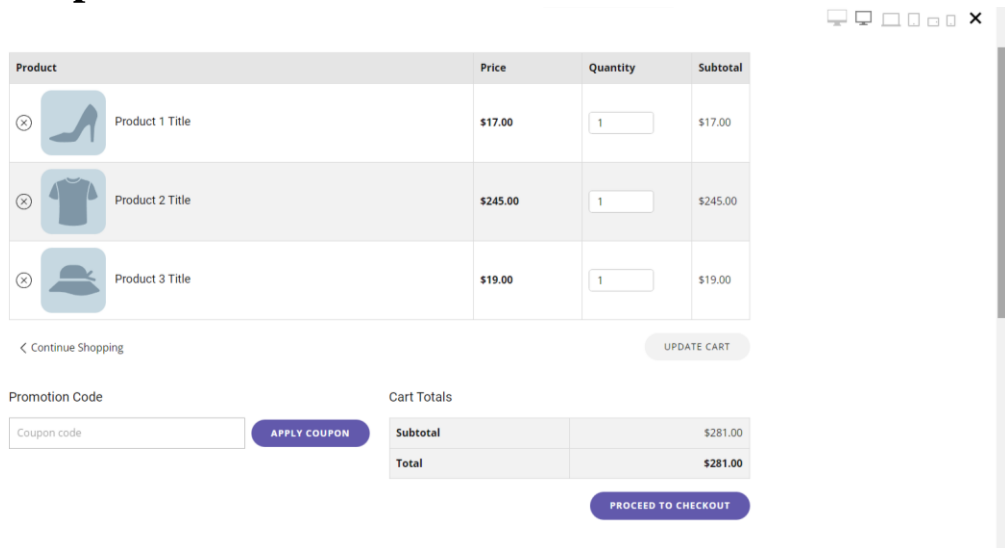 Product Price Quantity Subtotal
Product 1 Title $17.00 1 $17.00
Product 2 Title $245.00 1 $245.00
Product 3 Title $19.00 1 $19.00
Continue Shopping UPDATE CART
Promotion Code Cart Totals
Coupon code APPLY COUPON Subtotal $281.00
Total $281.00
PROCEED TO CHECKOUT